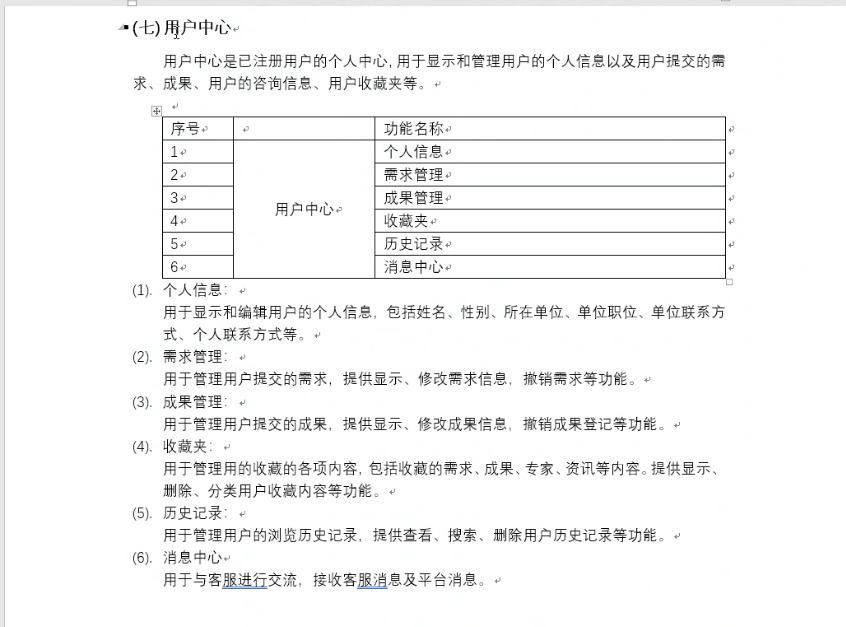 (七) 用户中心
用户中心是已注册用户的个人中心, 用于显示和管理用户的个人信息以及用户提交的需
求、成果、用户的咨询信息、用户收藏夹等。
序号 功能名称
1 个人信息
2 需求管理
3 成果管理
用户中心
4 收藏夹
5 历史记录
6 消息中心
(1). 个人信息:
用于显示和编辑用户的个人信息, 包括姓名、性别、所在单位、单位职位、单位联系方
式、个人联系方式等。
(2). 需求管理:
用于管理用户提交的需求, 提供显示、修改需求信息, 撤销需求等功能。
(3). 成果管理:
用于管理用户提交的成果, 提供显示、修改成果信息, 撤销成果登记等功能。
(4). 收藏夹:
用于管理用的收藏的各项内容, 包括收藏的需求、成果、专家、资讯等内容。提供显示、
删除、分类用户收藏内容等功能。
(5). 历史记录:
用于管理用户的浏览历史记录, 提供查看、搜索、删除用户历史记录等功能。
(6). 消息中心
用于与客服进行交流, 接收客服消息及平台消息。